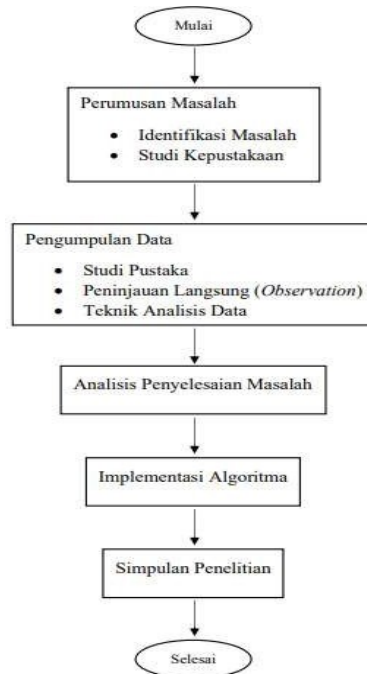 Mulai
Perumusan Masalah
• Identifikasi Masalah
• Studi Kepustakaan
Pengumpulan Data
• Studi Pustaka
• Peninjauan Langsung (Observation)
• Teknik Analisis Data
Analisis Penyelesaian Masalah
Implementasi Algoritma
Simpulan Penelitian
Selesai